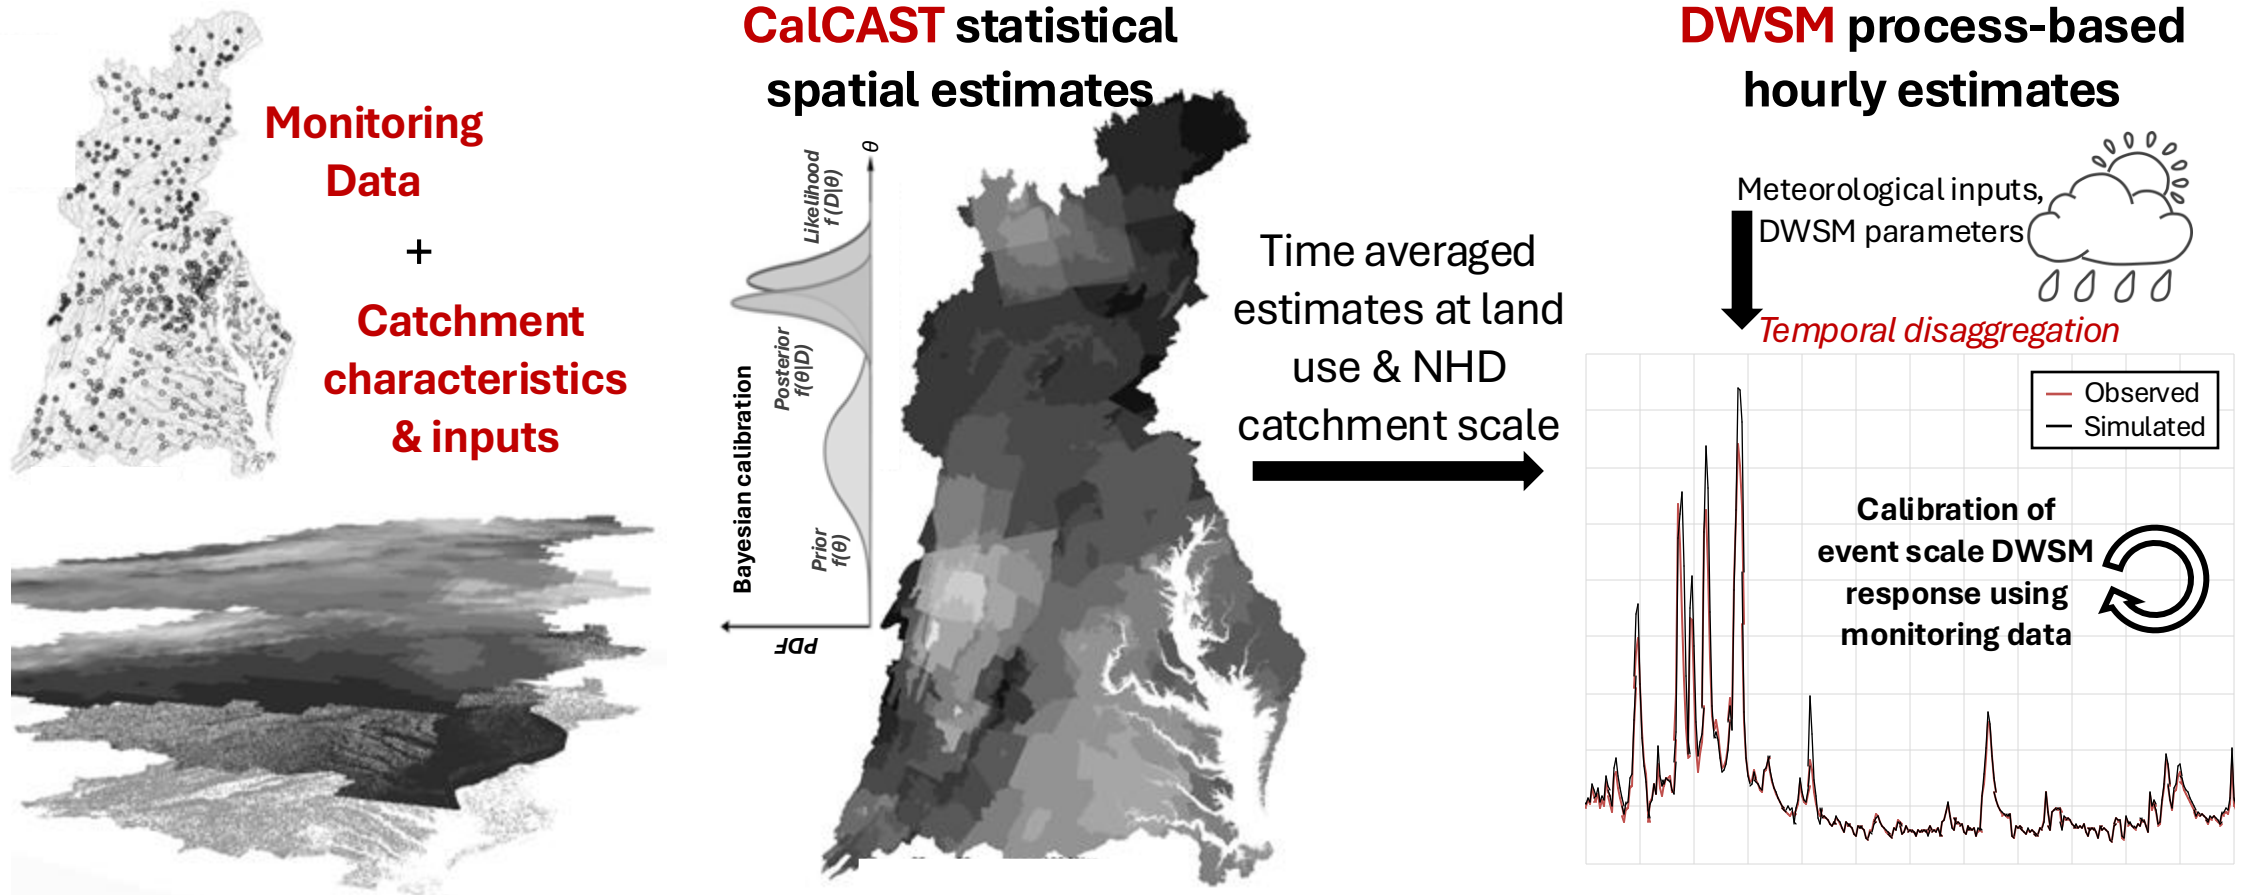 Monitoring
Data
+
Catchment
characteristics
& inputs
CalCAST statistical
spatial estimates
Bayesian calibration
Likelihood
f (D|θ)
θ
Posterior
f(θ|D)
Prior
f(θ)
PDF
Time averaged
estimates at land
use & NHD
catchment scale
DWSM process-based
hourly estimates
Meteorological inputs,
DWSM parameters
Temporal disaggregation
Observed
Simulated
Calibration of
event scale DWSM
response using
monitoring data